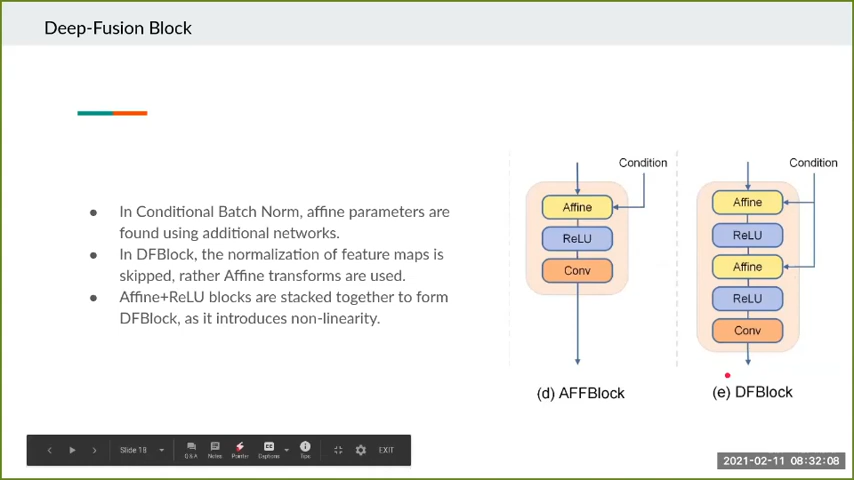 Deep-Fusion Block
● In Conditional Batch Norm, affine parameters are
found using additional networks.
● In DFBlock, the normalization of feature maps is
skipped, rather Affine transforms are used.
● Affine+ReLU blocks are stacked together to form
DFBlock, as it introduces non-linearity.
Condition
Affine
ReLU
Conv
(d) AFFBlock
Condition
Affine
ReLU
Affine
ReLU
Conv
(e) DFBlock
Slide 19
Q&A
Notes
Pointer
Captions
Tips
EXIT
2021-02-11 08:32:08